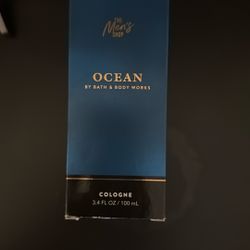 THE
Men's
SHOP
OCEAN
BY BATH & BODY WORKS
COLOGNE
3.4 FL OZ / 100 mL